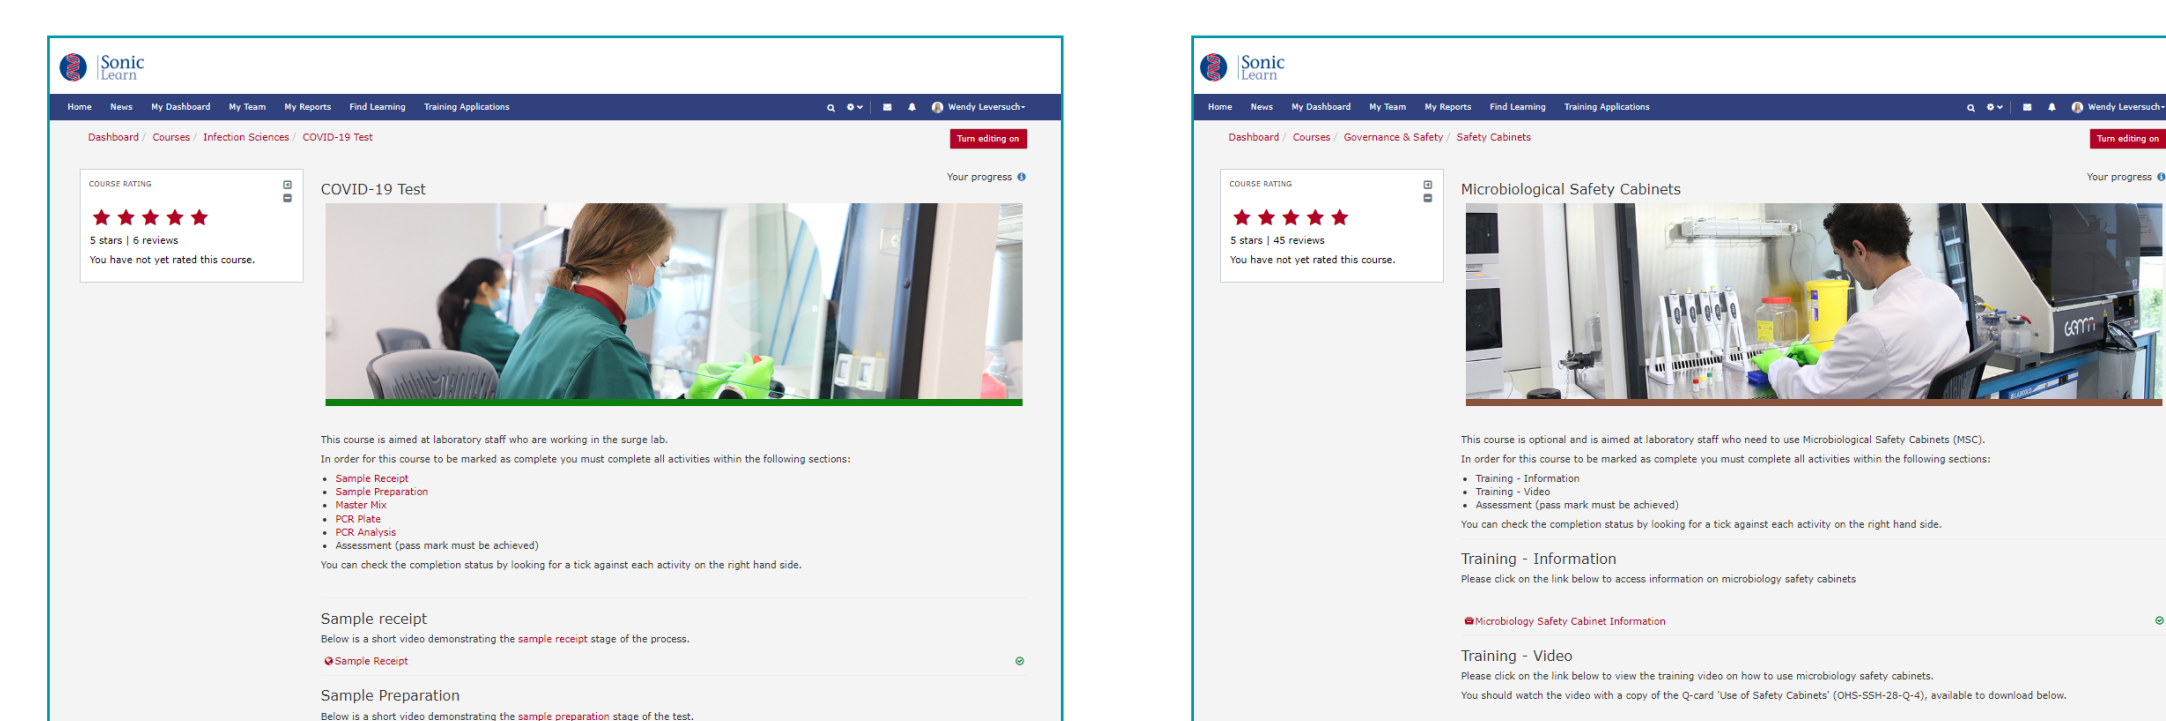 Sonic
Learn
Home News My Dashboard My Team My Reports Find Learning Training Applications Wendy Leversuch
Dashboard / Courses / Infection Sciences / COVID-19 Test
Turn editing on
Your progress
COURSE RATING
5 stars | 6 reviews
You have not yet rated this course.
COVID-19 Test
This course is aimed at laboratory staff who are working in the surge lab.
In order for this course to be marked as complete you must complete all activities within the following sections:
• Sample Receipt
• Sample Preparation
• Master Mix
• PCR Plate
• PCR Analysis
• Assessment (pass mark must be achieved)
You can check the completion status by looking for a tick against each activity on the right hand side.
Sample receipt
Below is a short video demonstrating the sample receipt stage of the process.
Sample Receipt
Sample Preparation
Below is a short video demonstrating the sample preparation stage of the test.
Sonic
Learn
Home News My Dashboard My Team My Reports Find Learning Training Applications Wendy Leversuch
Dashboard / Courses / Governance & Safety / Safety Cabinets
Turn editing on
Your progress
COURSE RATING
5 stars | 45 reviews
You have not yet rated this course.
Microbiological Safety Cabinets
This course is optional and is aimed at laboratory staff who need to use Microbiological Safety Cabinets (MSC).
In order for this course to be marked as complete you must complete all activities within the following sections:
• Training - Information
• Training - Video
• Assessment (pass mark must be achieved)
You can check the completion status by looking for a tick against each activity on the right hand side.
Training - Information
Please click on the link below to access information on microbiology safety cabinets
Microbiology Safety Cabinet Information
Training - Video
Please click on the link below to view the training video on how to use microbiology safety cabinets.
You should watch the video with a copy of the Q-card 'Use of Safety Cabinets' (OHS-SSH-28-Q-4), available to download below.